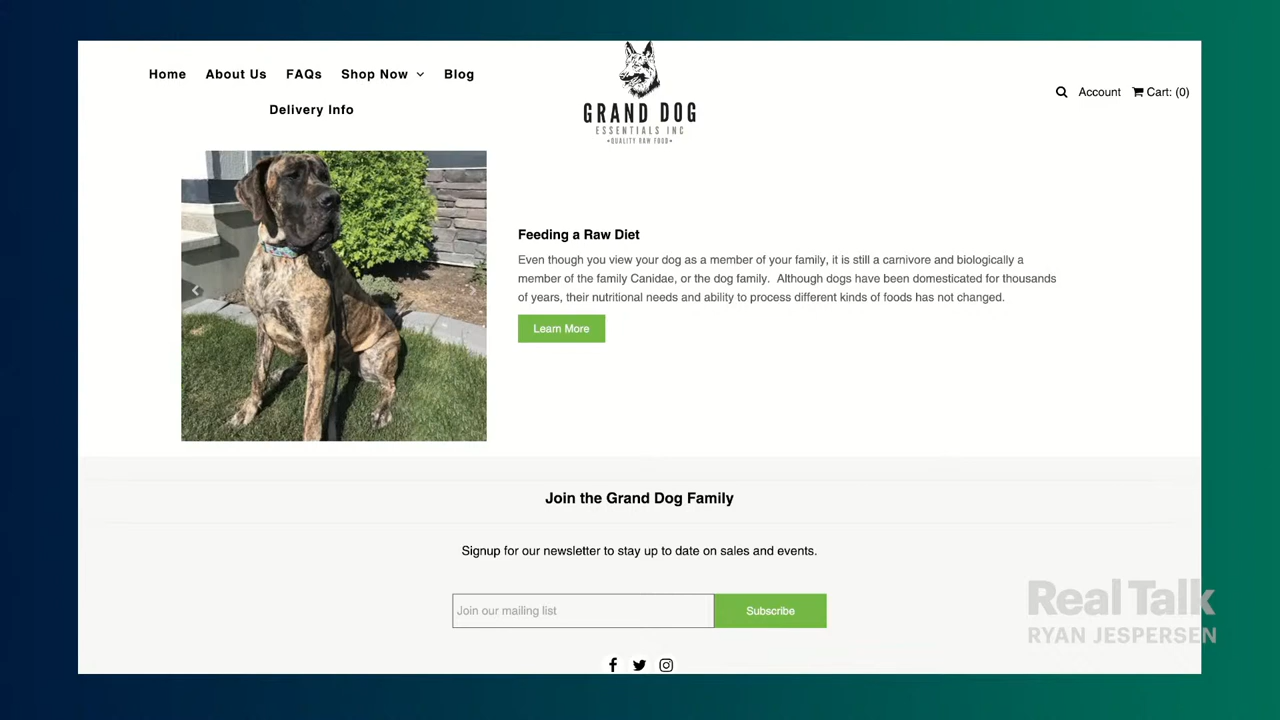 Home About Us FAQs Shop Now Blog
Delivery Info
GRAND DOG
ESSENTIALS INC
•QUALITY RAW FOOD•
Account Cart: (0)
Feeding a Raw Diet
Even though you view your dog as a member of your family, it is still a carnivore and biologically a
member of the family Canidae, or the dog family.  Although dogs have been domesticated for thousands
of years, their nutritional needs and ability to process different kinds of foods has not changed.
Learn More
Join the Grand Dog Family
Signup for our newsletter to stay up to date on sales and events.
Join our mailing list
Subscribe
Real Talk
RYAN JESPERSEN